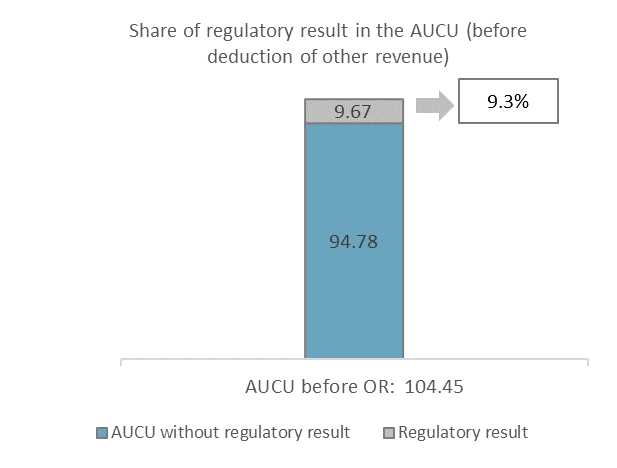 Share of regulatory result in the AUCU (before
deduction of other revenue)
9.67
9.3%
94.78
AUCU before OR:  104.45
AUCU without regulatory result
Regulatory result